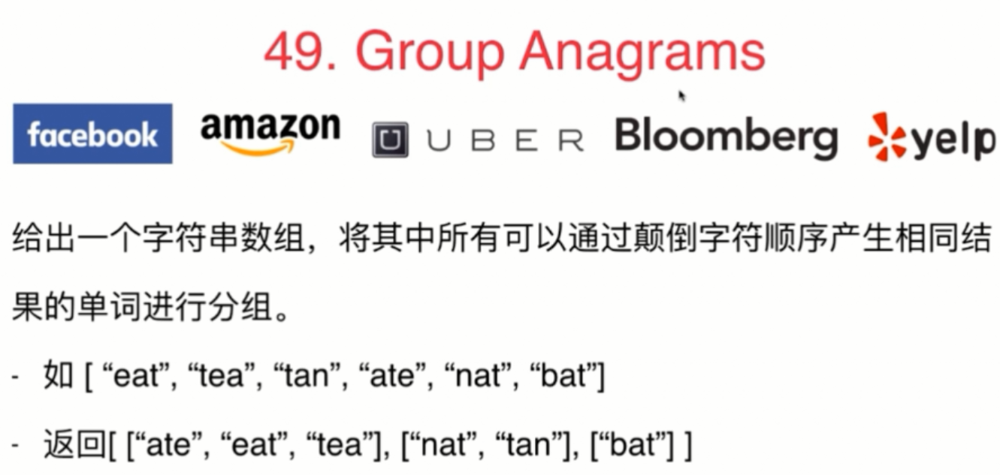 49. Group Anagrams
facebook amazon UBER Bloomberg yelp
给出一个字符串数组，将其中所有可以通过颠倒字符顺序产生相同结
果的单词进行分组。
- 如 [ “eat”, “tea”, “tan”, “ate”, “nat”, “bat”]
- 返回[ [“ate”, “eat”, “tea”], [“nat”, “tan”], [“bat”] ]